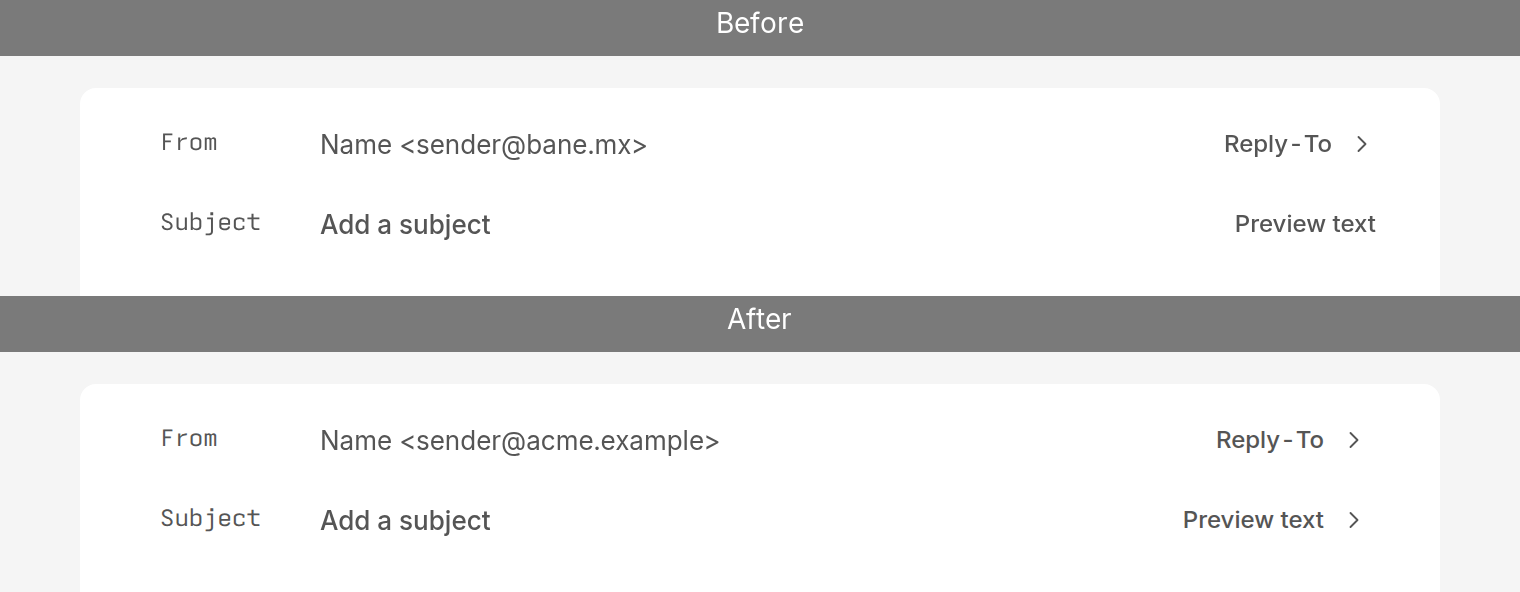 Before
From Name <sender@bane.mx> Reply-To
Subject Add a subject Preview text
After
From Name <sender@acme.example> Reply-To
Subject Add a subject Preview text